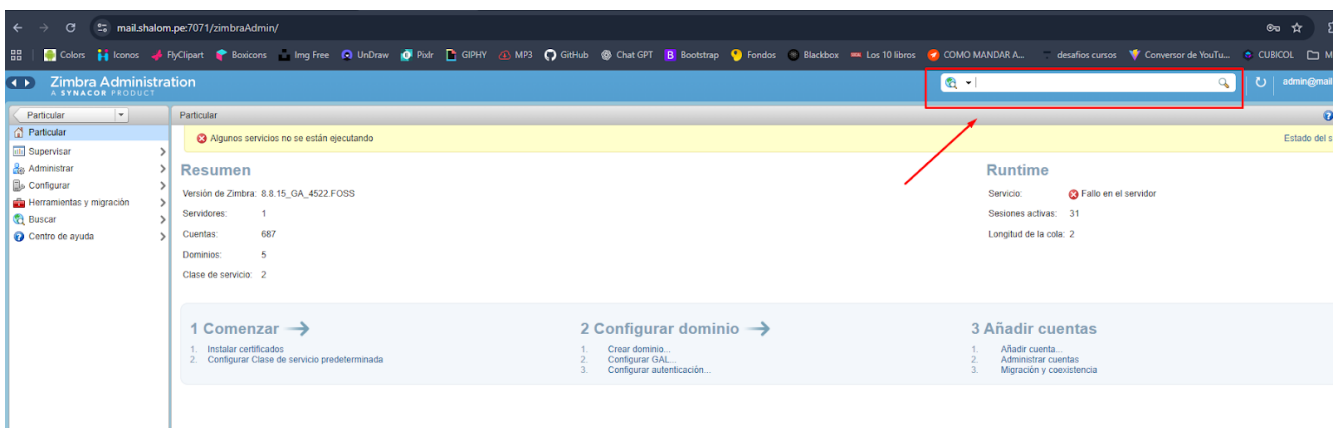 mail.shalom.pe:7071/zimbraAdmin/
Colors Iconos FlyClipart Boxicons Img Free UnDraw Pixlr GIPHY MP3 GitHub Chat GPT Bootstrap Fondos Blackbox Los 10 libros COMO MANDAR A... desafios cursos Conversor de YouTu... CUBICOL M
Zimbra Administration
A SYNACOR PRODUCT
admin@mail
Particular
Particular
Particular
Supervisar
Administrar
Configurar
Herramientas y migración
Buscar
Centro de ayuda
Algunos servicios no se están ejecutando
Estado del s
Resumen
Versión de Zimbra: 8.8.15_GA_4522.FOSS
Servidores: 1
Cuentas: 687
Dominios: 5
Clase de servicio: 2
Runtime
Servicio: Fallo en el servidor
Sesiones activas: 31
Longitud de la cola: 2
1 Comenzar
1. Instalar certificados
2. Configurar Clase de servicio predeterminada
2 Configurar dominio
1. Crear dominio...
2. Configurar GAL...
3. Configurar autenticación...
3 Añadir cuentas
1. Añadir cuenta...
2. Administrar cuentas
3. Migración y coexistencia